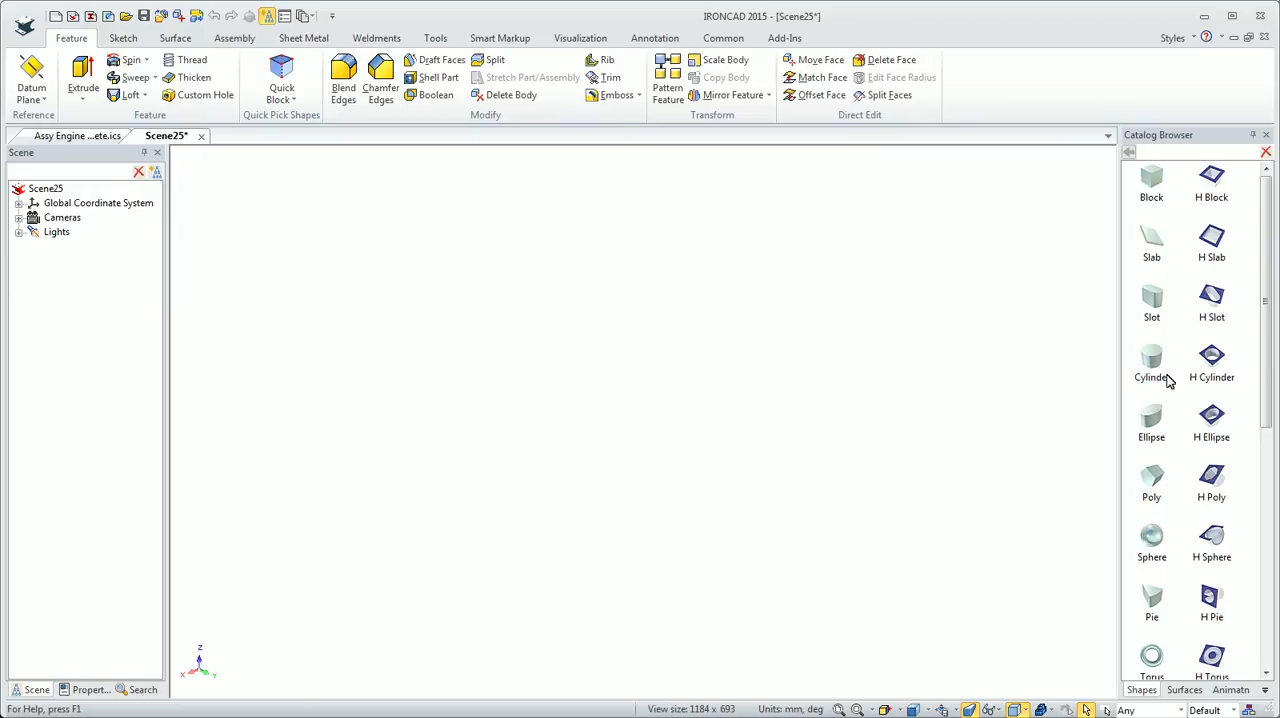 IRONCAD 2015 - [Scene25*]
Feature Sketch Surface Assembly Sheet Metal Weldments Tools Smart Markup Visualization Annotation Common Add-Ins Styles
Datum Plane
Reference
Extrude
Spin
Sweep
Loft
Thread
Thicken
Custom Hole
Feature
Quick Block
Quick Pick Shapes
Blend Edges
Chamfer Edges
Draft Faces
Shell Part
Boolean
Split
Stretch Part/Assembly
Delete Body
Rib
Trim
Emboss
Modify
Pattern Feature
Scale Body
Copy Body
Mirror Feature
Transform
Move Face
Match Face
Offset Face
Delete Face
Edit Face Radius
Split Faces
Direct Edit
Assy Engine ...ete.ics
Scene25*
Scene
Scene25
Global Coordinate System
Cameras
Lights
Z
X
Y
Catalog Browser
Block
H Block
Slab
H Slab
Slot
H Slot
Cylinder
H Cylinder
Ellipse
H Ellipse
Poly
H Poly
Sphere
H Sphere
Pie
H Pie
Torus
H Torus
Shapes Surfaces Animatn
Scene Propert... Search
For Help, press F1
View size: 1184 x 693
Units: mm, deg
Any
Default